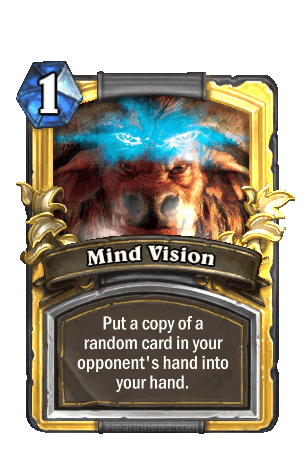 1
Mind Vision
Put a copy of a
random card in your
opponent's hand into
your hand.